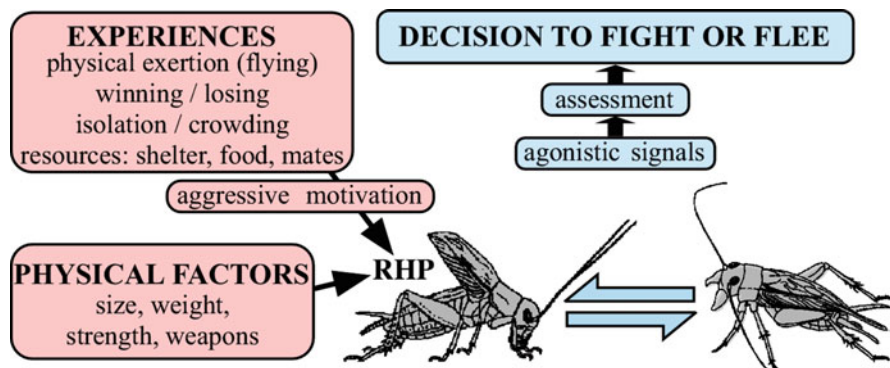 EXPERIENCES
physical exertion (flying)
winning / losing
isolation / crowding
resources: shelter, food, mates
aggressive motivation
PHYSICAL FACTORS
size, weight,
strength, weapons
RHP
DECISION TO FIGHT OR FLEE
assessment
agonistic signals